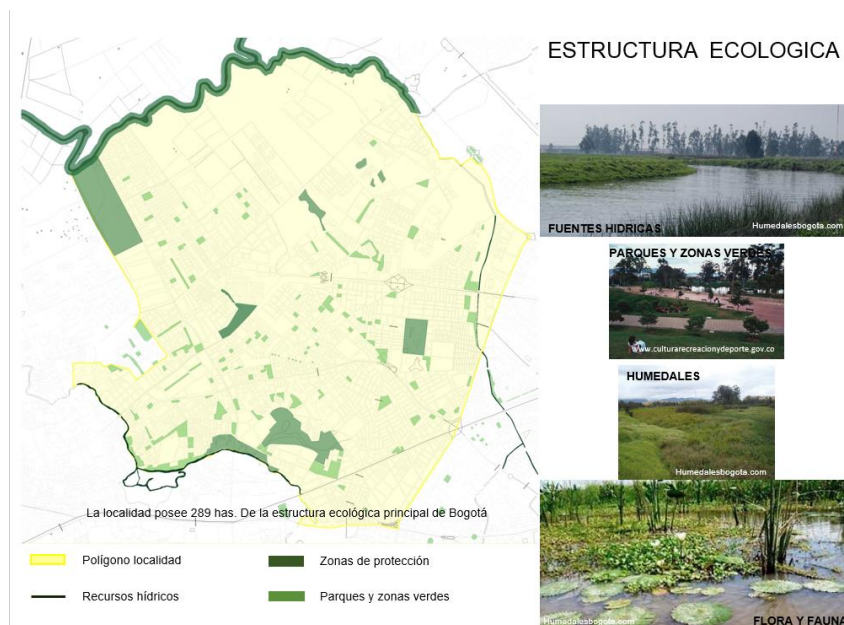 ESTRUCTURA ECOLOGICA
Humedalesbogota.com
FUENTES HIDRICAS
PARQUES Y ZONAS VERDES
www.culturarecreacionydeporte.gov.co
HUMEDALES
Humedalesbogota.com
La localidad posee 289 has. De la estructura ecológica principal de Bogotá
Polígono localidad
Zonas de protección
Recursos hídricos
Parques y zonas verdes
Humedalesbogota.com
FLORA Y FAUNA